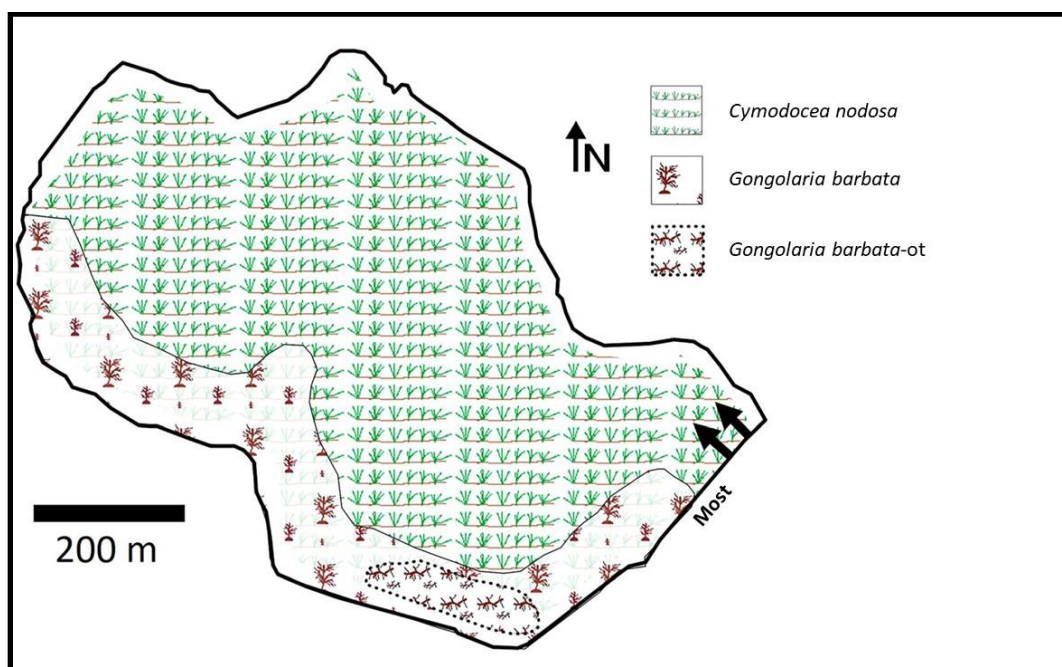 Cymodocea nodosa
N
Gongolaria barbata
Gongolaria barbata-ot
Most
200 m